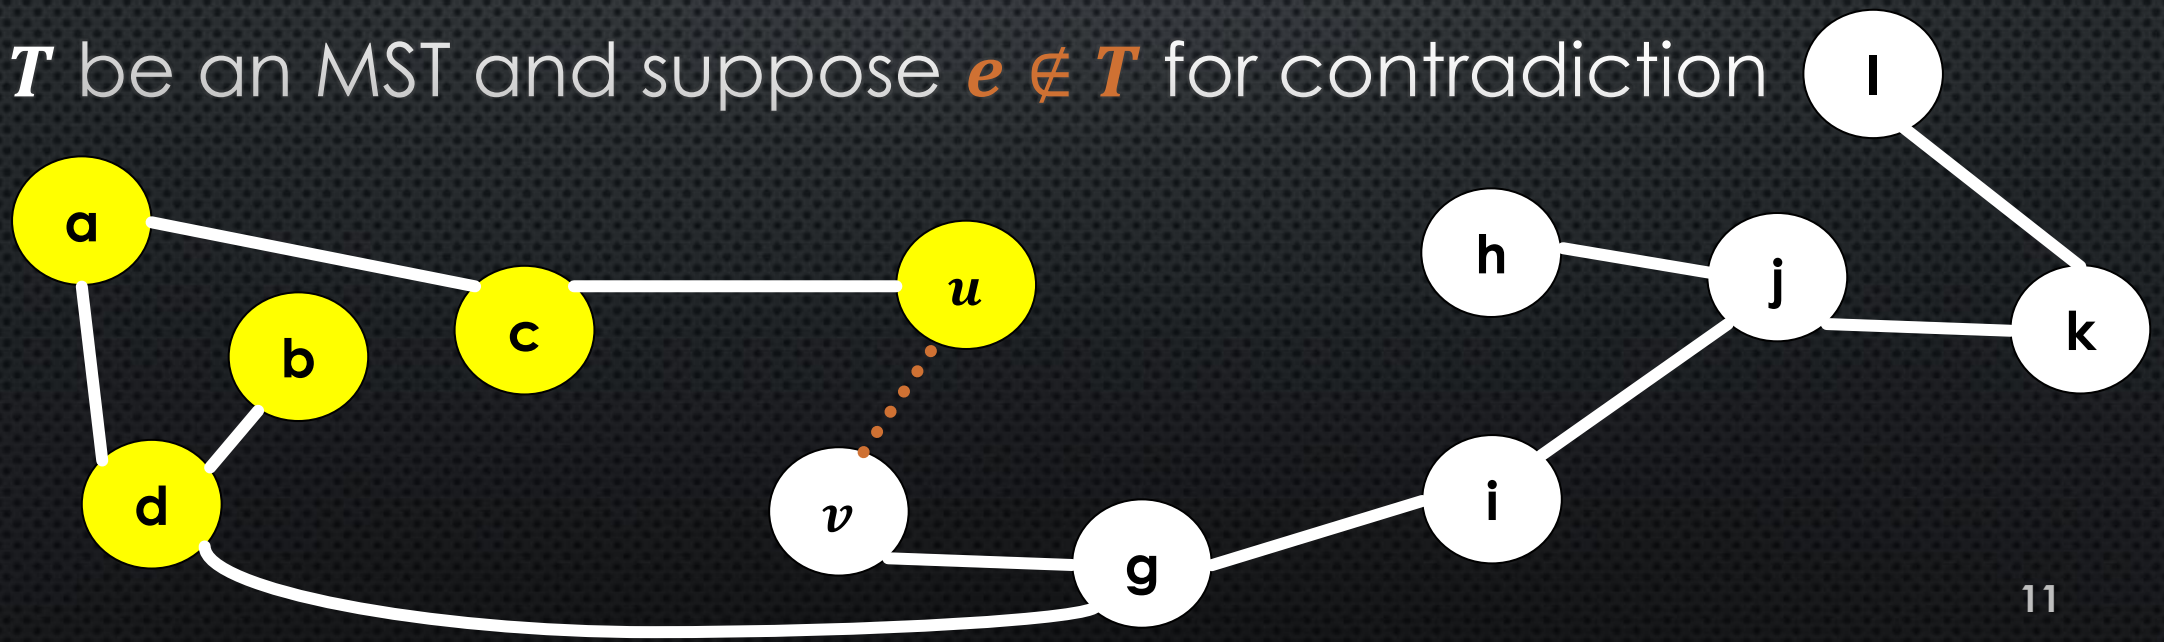 𝑻 be an MST and suppose 𝒆 ∉ 𝑻 for contradiction
l
a
u
h
j
b
c
k
d
v
g
i
11